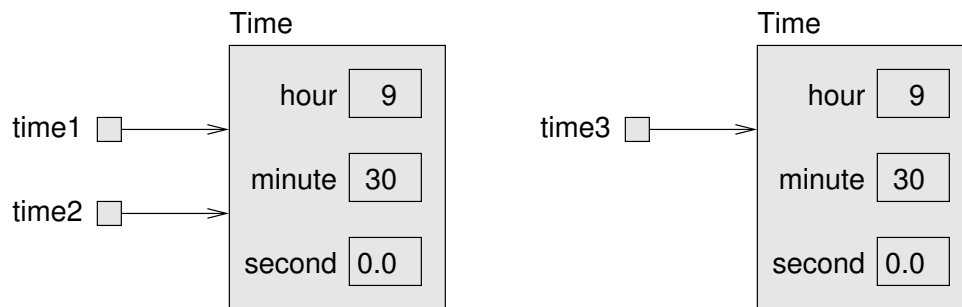 Time
hour 9
time1
minute 30
time2
second 0.0
Time
hour 9
time3
minute 30
second 0.0